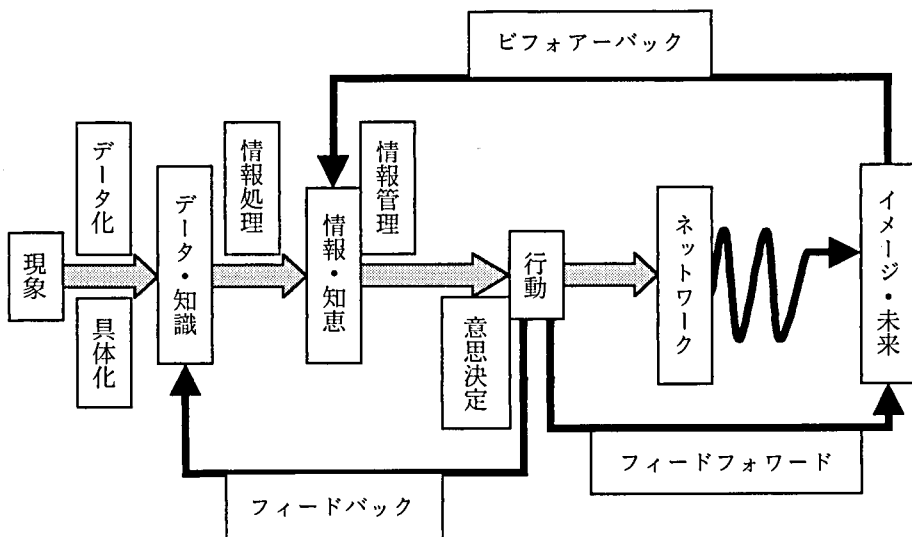 ビフォアーバック
現象
データ化
具体化
データ・知識
情報処理
情報・知恵
情報管理
意思決定
行動
ネットワーク
イメージ・未来
フィードフォワード
フィードバック